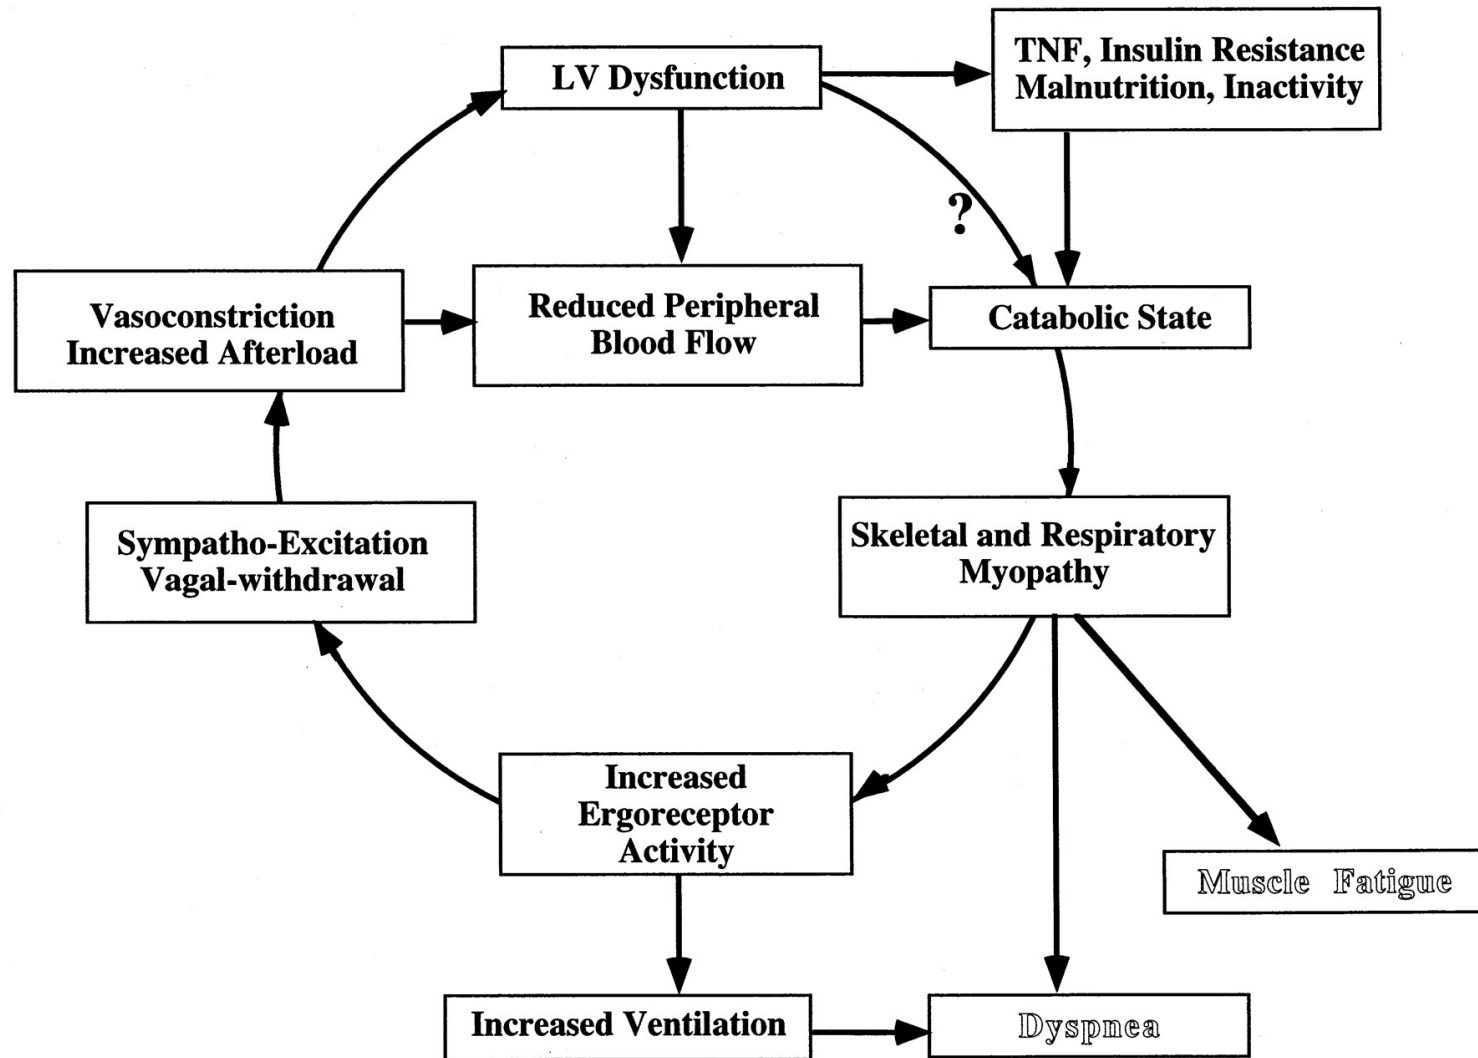 LV Dysfunction
TNF, Insulin Resistance
Malnutrition, Inactivity
?
Vasoconstriction
Increased Afterload
Reduced Peripheral
Blood Flow
Catabolic State
Sympatho-Excitation
Vagal-withdrawal
Skeletal and Respiratory
Myopathy
Increased
Ergoreceptor
Activity
Muscle Fatigue
Increased Ventilation
Dyspnea